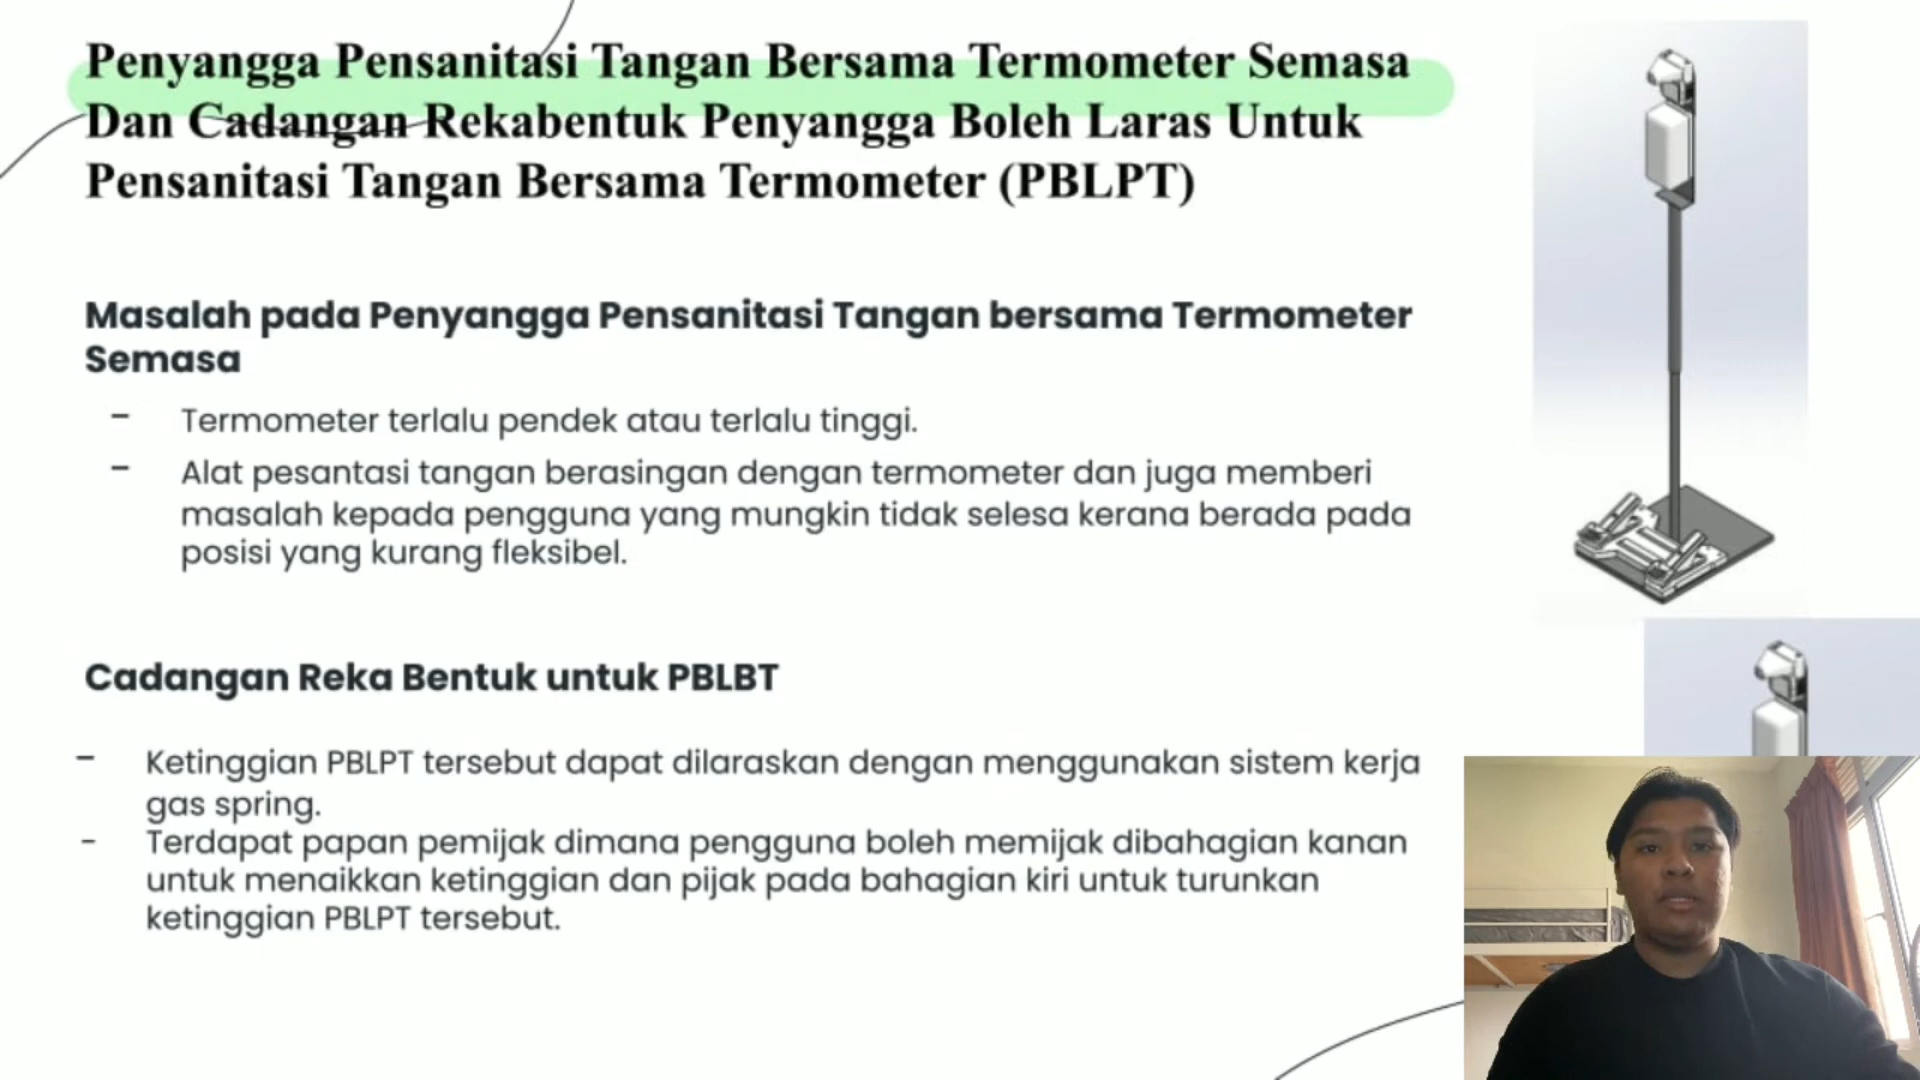 Penyangga Pensanitasi Tangan Bersama Termometer Semasa
Dan Cadangan Rekabentuk Penyangga Boleh Laras Untuk
Pensanitasi Tangan Bersama Termometer (PBLPT)
Masalah pada Penyangga Pensanitasi Tangan bersama Termometer
Semasa
- Termometer terlalu pendek atau terlalu tinggi.
- Alat pesantasi tangan berasingan dengan termometer dan juga memberi
masalah kepada pengguna yang mungkin tidak selesa kerana berada pada
posisi yang kurang fleksibel.
Cadangan Reka Bentuk untuk PBLBT
- Ketinggian PBLPT tersebut dapat dilaraskan dengan menggunakan sistem kerja
gas spring.
- Terdapat papan pemijak dimana pengguna boleh memijak dibahagian kanan
untuk menaikkan ketinggian dan pijak pada bahagian kiri untuk turunkan
ketinggian PBLPT tersebut.